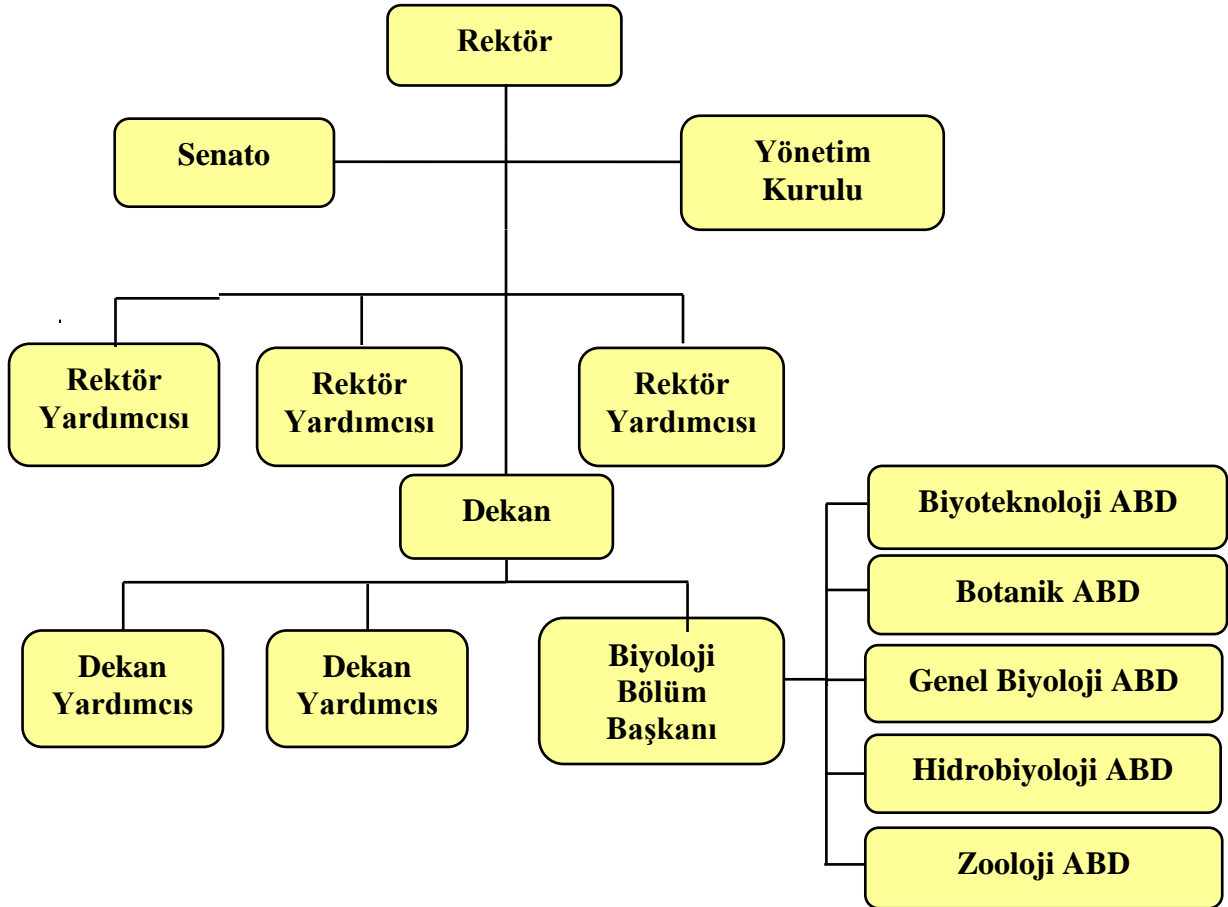 Rektör
Senato
Yönetim
Kurulu
Rektör
Yardımcısı
Rektör
Yardımcısı
Rektör
Yardımcısı
Dekan
Dekan
Yardımcıs
Dekan
Yardımcıs
Biyoloji
Bölüm
Başkanı
Biyoteknoloji ABD
Botanik ABD
Genel Biyoloji ABD
Hidrobiyoloji ABD
Zooloji ABD